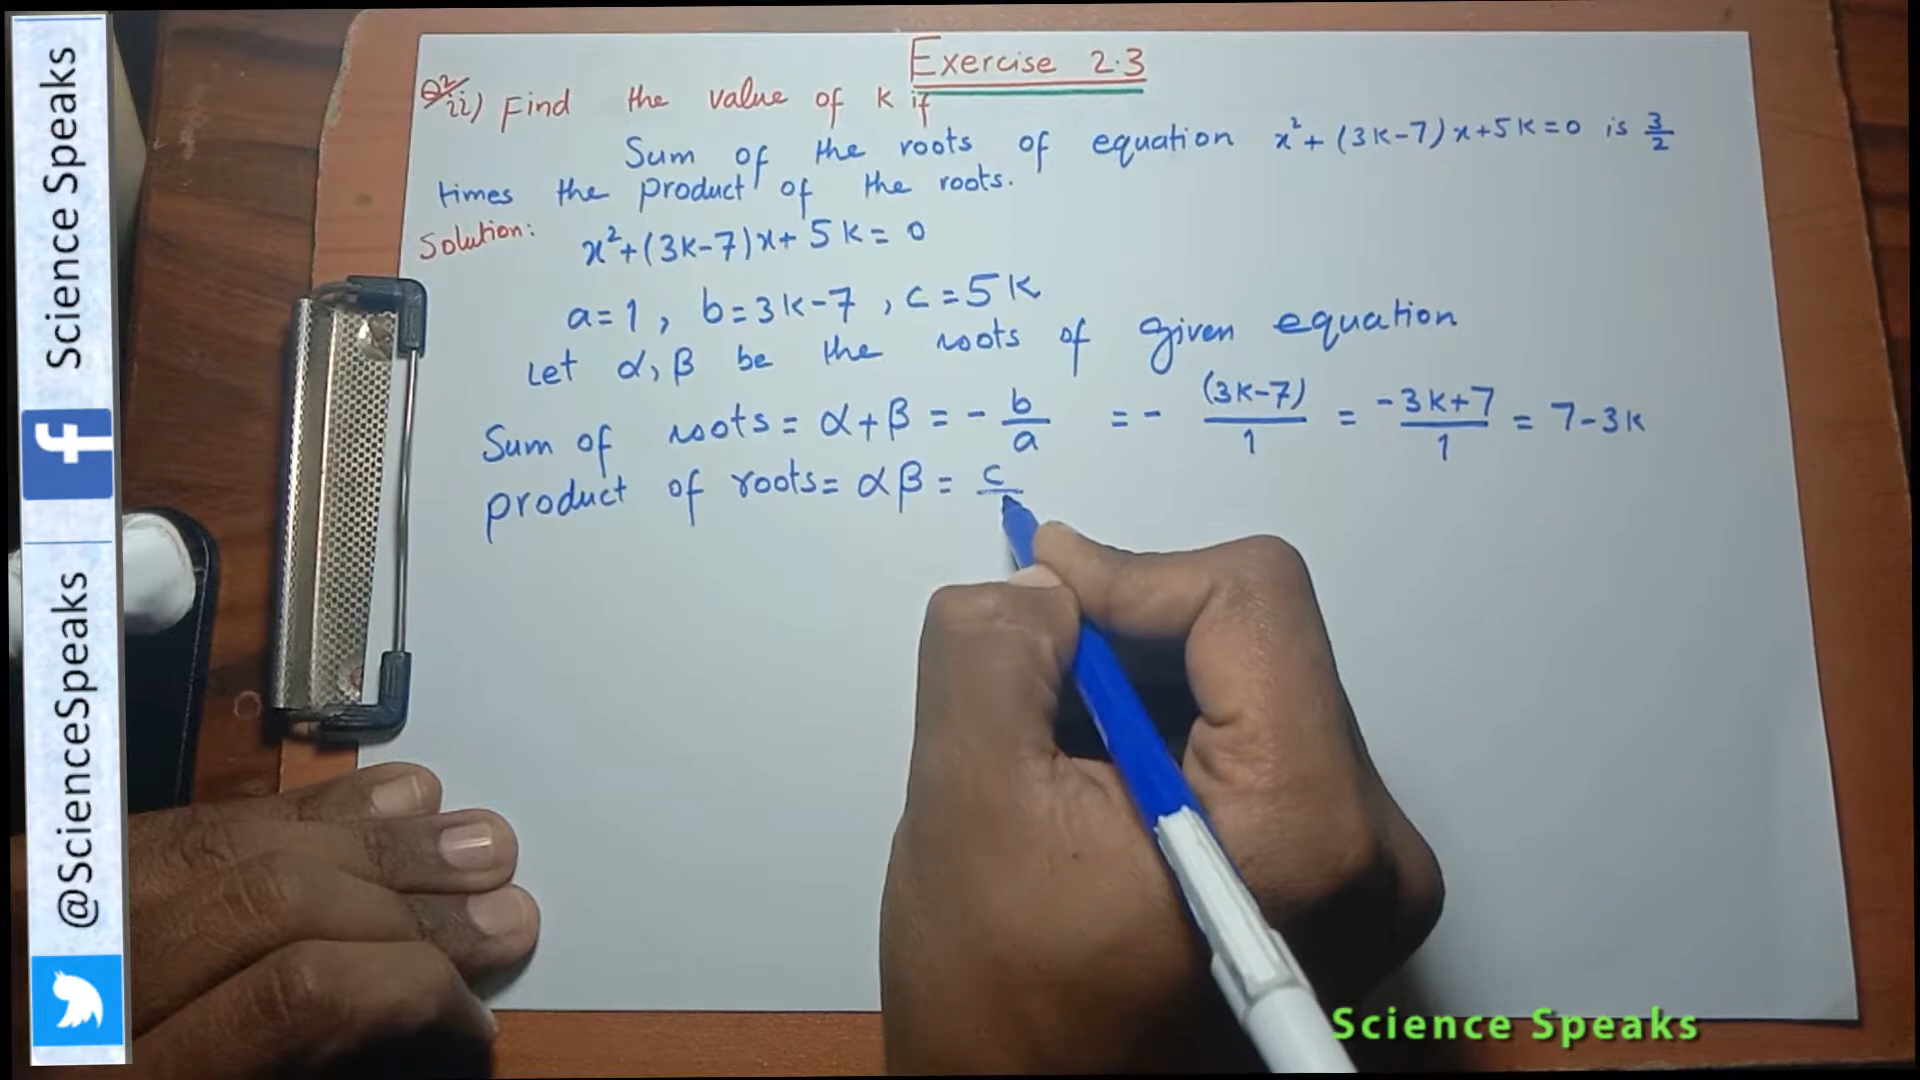 Exercise 2.3
Q2 ii) Find the value of k if
Sum of the roots of equation x²+(3k-7)x+5k=0 is 3/2
times the product of the roots.
Solution: x²+(3k-7)x+5k=0
a=1, b=3k-7, c=5k
Let α,β be the roots of given equation
Sum of roots = α+β = -b/a = -(3k-7)/1 = -3k+7/1 = 7-3k
product of roots= αβ = c
Science Speaks
@ScienceSpeaks
Science Speaks